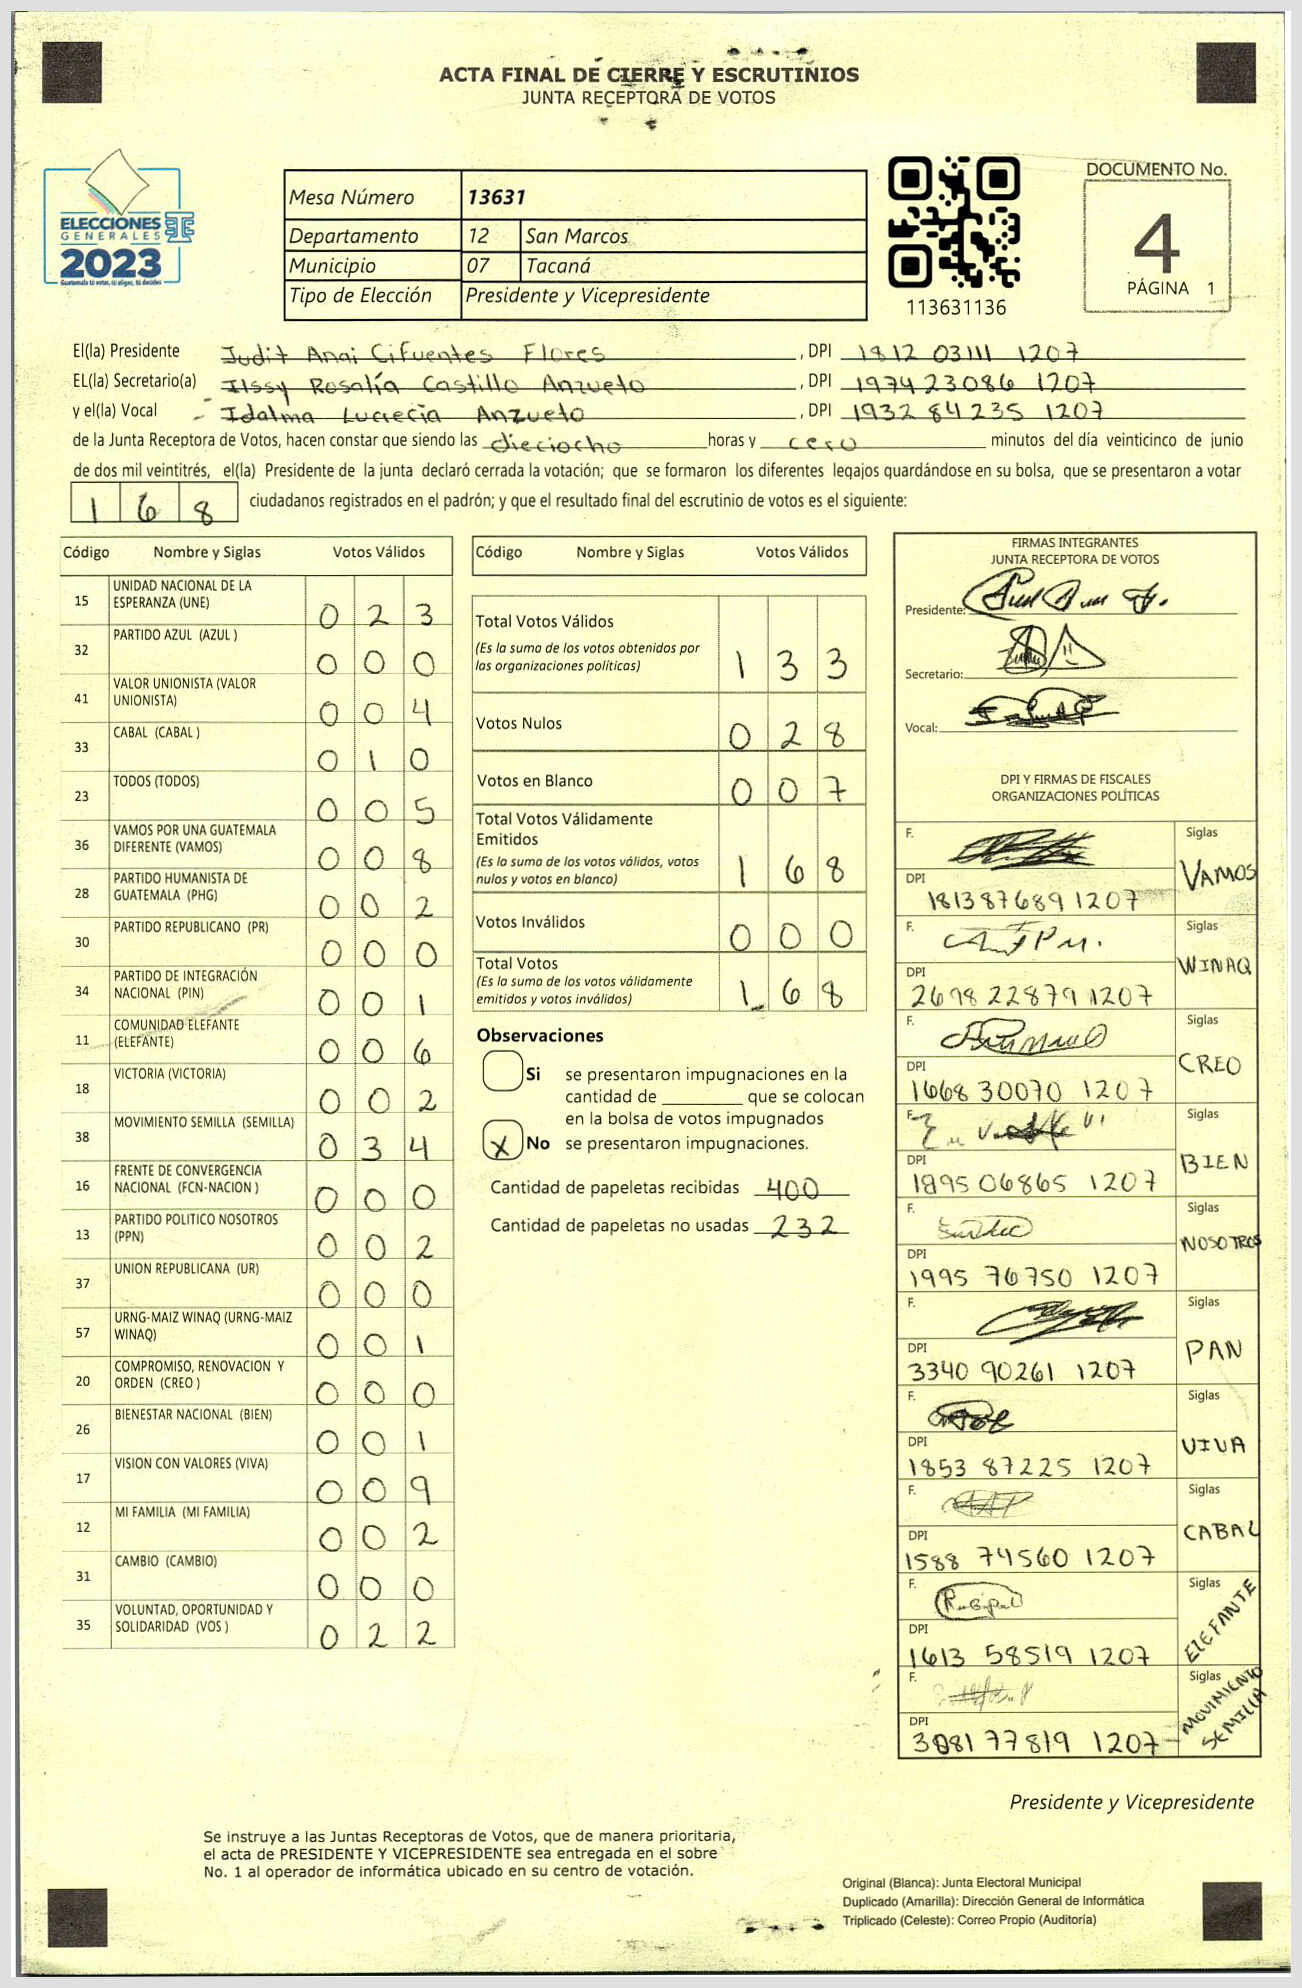 ACTA FINAL DE CIERRE Y ESCRUTINIOS
JUNTA RECEPTORA DE VOTOS
ELECCIONES
GENERALES
2023
Guatemala tú votas, tú eliges, tú decides
Mesa Número 13631
Departamento 12 San Marcos
Municipio 07 Tacaná
Tipo de Elección Presidente y Vicepresidente
113631136
DOCUMENTO No.
4
PÁGINA 1
El(la) Presidente Judit Anai Cifuentes Flores, DPI 1812 03111 1207
EL(la) Secretario(a) Ilssy Rosalía Castillo Anzueto, DPI 1974 23086 1207
y el(la) Vocal Idalma Lucrecia Anzueto, DPI 1932 84235 1207
de la Junta Receptora de Votos, hacen constar que siendo las dieciocho horas y cero minutos del día veinticinco de junio
de dos mil veintitrés, el(la) Presidente de la junta declaró cerrada la votación; que se formaron los diferentes legajos guardándose en su bolsa, que se presentaron a votar
168 ciudadanos registrados en el padrón; y que el resultado final del escrutinio de votos es el siguiente:
Código Nombre y Siglas Votos Válidos
15 UNIDAD NACIONAL DE LA
ESPERANZA (UNE) 0 2 3
32 PARTIDO AZUL (AZUL ) 0 0 0
41 VALOR UNIONISTA (VALOR
UNIONISTA) 0 0 4
33 CABAL (CABAL ) 0 1 0
23 TODOS (TODOS) 0 0 5
36 VAMOS POR UNA GUATEMALA
DIFERENTE (VAMOS) 0 0 8
28 PARTIDO HUMANISTA DE
GUATEMALA (PHG) 0 0 2
30 PARTIDO REPUBLICANO (PR) 0 0 0
34 PARTIDO DE INTEGRACIÓN
NACIONAL (PIN) 0 0 1
11 COMUNIDAD ELEFANTE
(ELEFANTE) 0 0 6
18 VICTORIA (VICTORIA) 0 0 2
38 MOVIMIENTO SEMILLA (SEMILLA) 0 3 4
16 FRENTE DE CONVERGENCIA
NACIONAL (FCN-NACION ) 0 0 0
13 PARTIDO POLITICO NOSOTROS
(PPN) 0 0 2
37 UNION REPUBLICANA (UR) 0 0 0
57 URNG-MAIZ WINAQ (URNG-MAIZ
WINAQ) 0 0 1
20 COMPROMISO, RENOVACION Y
ORDEN (CREO ) 0 0 0
26 BIENESTAR NACIONAL (BIEN) 0 0 1
17 VISION CON VALORES (VIVA) 0 0 9
12 MI FAMILIA (MI FAMILIA) 0 0 2
31 CAMBIO (CAMBIO) 0 0 0
35 VOLUNTAD, OPORTUNIDAD Y
SOLIDARIDAD (VOS ) 0 2 2
Código Nombre y Siglas Votos Válidos
Total Votos Válidos
(Es la suma de los votos obtenidos por
las organizaciones políticas) 1 3 3
Votos Nulos 0 2 8
Votos en Blanco 0 0 7
Total Votos Válidamente
Emitidos
(Es la suma de los votos válidos, votos
nulos y votos en blanco) 1 6 8
Votos Inválidos 0 0 0
Total Votos
(Es la suma de los votos válidamente
emitidos y votos inválidos) 1 6 8
Observaciones
Si se presentaron impugnaciones en la
cantidad de ________ que se colocan
en la bolsa de votos impugnados
X No se presentaron impugnaciones.
Cantidad de papeletas recibidas 400
Cantidad de papeletas no usadas 232
FIRMAS INTEGRANTES
JUNTA RECEPTORA DE VOTOS
Presidente:
Secretario:
Vocal:
DPI Y FIRMAS DE FISCALES
ORGANIZACIONES POLÍTICAS
F. Siglas
VAMOS
DPI
181387689 1207
F. Siglas
WINAQ
DPI
2698 22879 1207
F. Siglas
CREO
DPI
1668 30070 1207
F. Siglas
BIEN
DPI
1895 06865 1207
F. Siglas
NOSOTROS
DPI
1995 76750 1207
F. Siglas
PAN
DPI
3340 90261 1207
F. Siglas
VIVA
DPI
1853 87225 1207
F. Siglas
CABAL
DPI
1588 74560 1207
F. Siglas
ELEFANTE
DPI
1613 58519 1207
F. Siglas
MOVIMIENTO
SEMILLA
DPI
3081 77819 1207
Presidente y Vicepresidente
Se instruye a las Juntas Receptoras de Votos, que de manera prioritaria,
el acta de PRESIDENTE Y VICEPRESIDENTE sea entregada en el sobre
No. 1 al operador de informática ubicado en su centro de votación.
Original (Blanca): Junta Electoral Municipal
Duplicado (Amarilla): Dirección General de Informática
Triplicado (Celeste): Correo Propio (Auditoría)